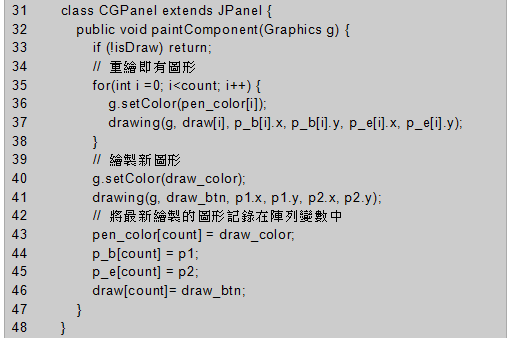 31 class CGPanel extends JPanel {
32 public void paintComponent(Graphics g) {
33 if (!isDraw) return;
34 // 重繪即有圖形
35 for(int i =0; i<count; i++) {
36 g.setColor(pen_color[i]);
37 drawing(g, draw[i], p_b[i].x, p_b[i].y, p_e[i].x, p_e[i].y);
38 }
39 // 繪製新圖形
40 g.setColor(draw_color);
41 drawing(g, draw_btn, p1.x, p1.y, p2.x, p2.y);
42 // 將最新繪製的圖形記錄在陣列變數中
43 pen_color[count] = draw_color;
44 p_b[count] = p1;
45 p_e[count] = p2;
46 draw[count]= draw_btn;
47 }
48 }